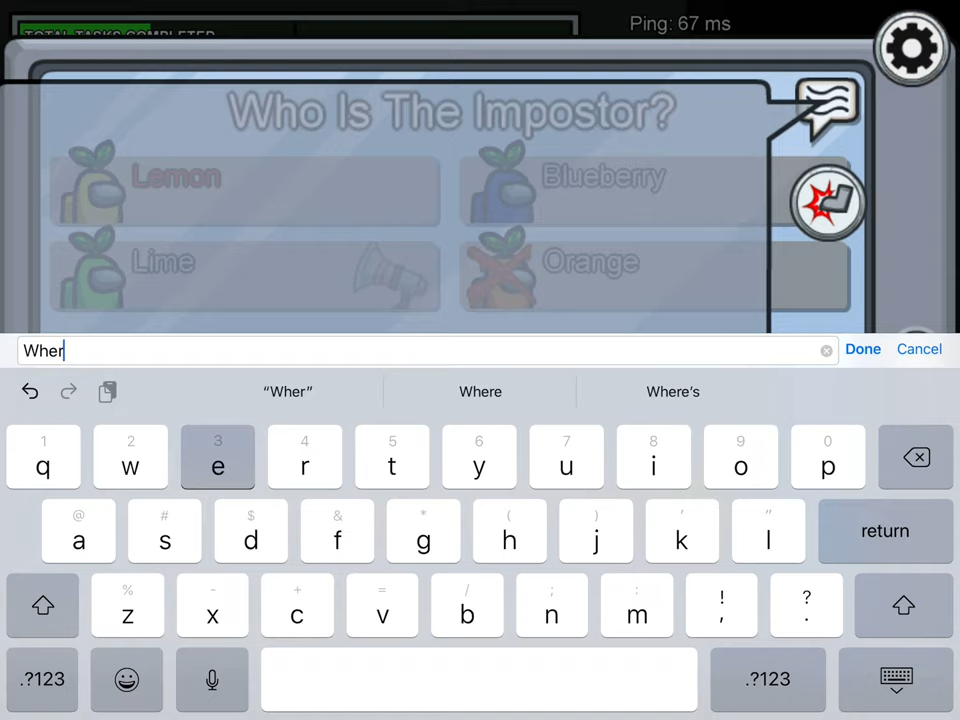 TOTAL TASKS COMPLETED
Ping: 67 ms
Who Is The Impostor?
Lemon
Blueberry
Lime
Orange
Wher
Done
Cancel
“Wher” Where Where’s
1 2 3 4 5 6 7 8 9 0
q w e r t y u i o p
@ # $ & * ( ) ' "
a s d f g h j k l return
% - + = / ; : ! ?
z x c v b n m , .
.?123 .?123